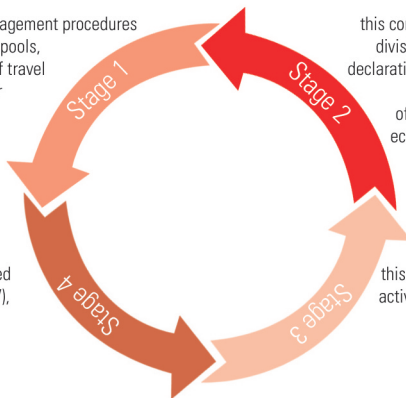 agement procedures
pools,
f travel
Stage 1
this co
divis
declarati
of
ec
Stage 2
ed
),
Stage 4
this
activ
Stage 3